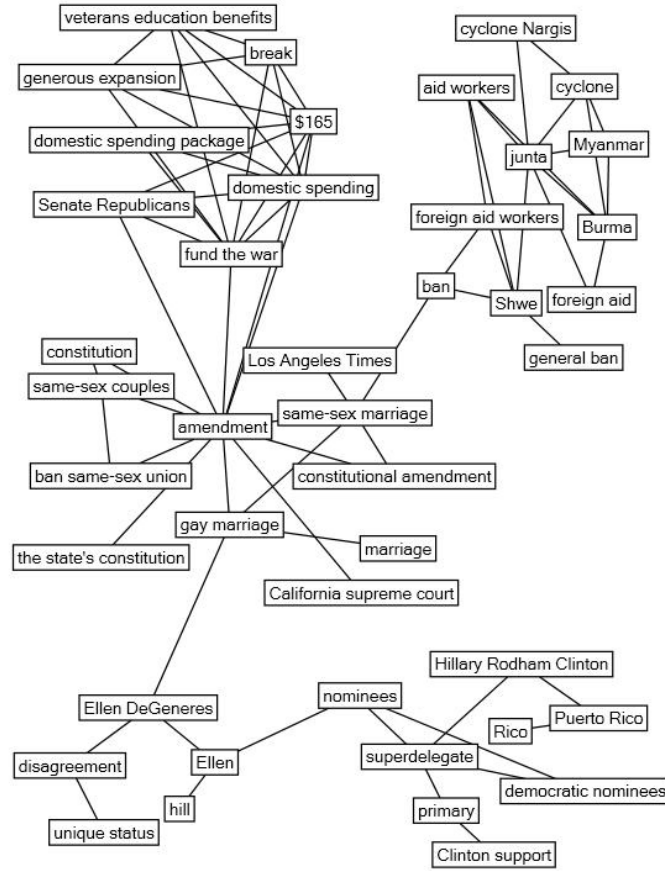 veterans education benefits
cyclone Nargis
break
generous expansion
aid workers
cyclone
$165
domestic spending package
Myanmar
junta
domestic spending
Senate Republicans
foreign aid workers
Burma
fund the war
ban
Shwe
foreign aid
constitution
Los Angeles Times
general ban
same-sex couples
same-sex marriage
amendment
ban same-sex union
constitutional amendment
gay marriage
marriage
the state's constitution
California supreme court
Hillary Rodham Clinton
nominees
Ellen DeGeneres
Puerto Rico
Rico
superdelegate
disagreement
Ellen
democratic nominees
hill
primary
unique status
Clinton support